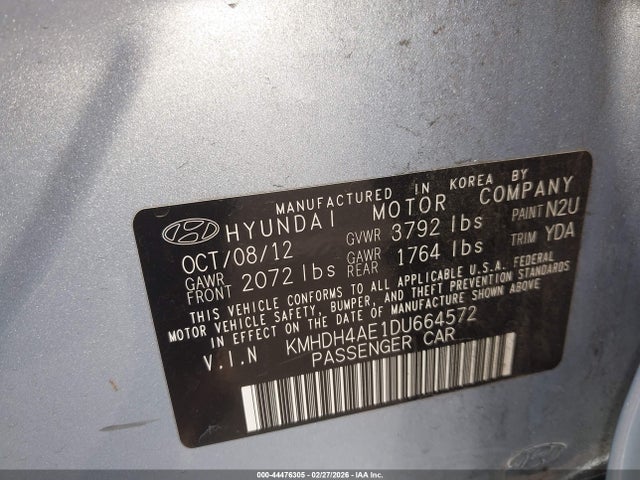 MANUFACTURED IN KOREA BY
HYUNDAI MOTOR COMPANY
OCT/08/12 GVWR 3792 lbs PAINT N2U
GAWR FRONT 2072 lbs GAWR REAR 1764 lbs TRIM YDA
THIS VEHICLE CONFORMS TO ALL APPLICABLE U.S.A. FEDERAL
MOTOR VEHICLE SAFETY, BUMPER, AND THEFT PREVENTION STANDARDS
IN EFFECT ON THE DATE OF MANUFACTURE SHOWN ABOVE
V.I.N KMHDH4AE1DU664572
PASSENGER CAR
000-44476305 - 02/27/2026 - IAA Inc.